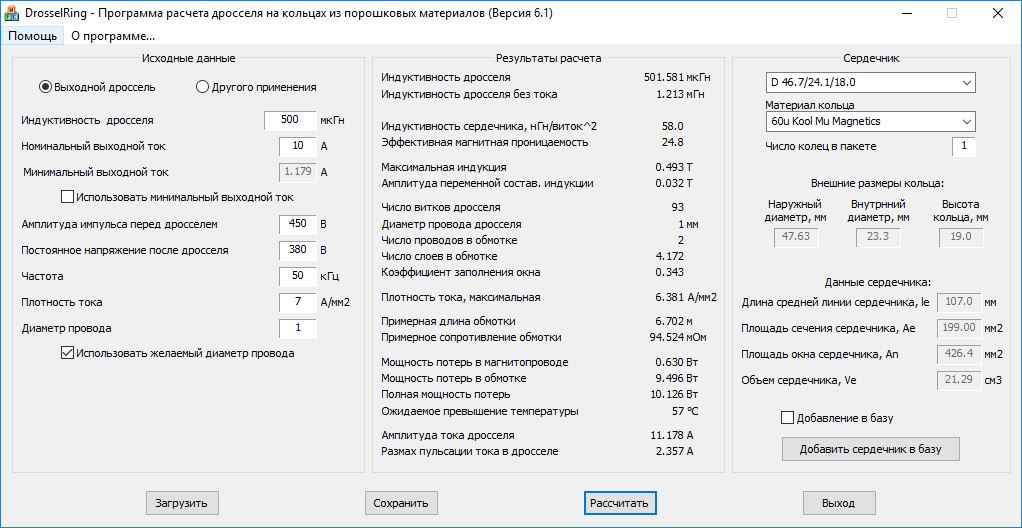 DrosselRing - Программа расчета дросселя на кольцах из порошковых материалов (Версия 6.1)
Помощь О программе...
Исходные данные
Выходной дроссель Другого применения
Индуктивность дросселя 500 мкГн
Номинальный выходной ток 10 А
Минимальный выходной ток 1.179 А
Использовать минимальный выходной ток
Амплитуда импульса перед дросселем 450 В
Постоянное напряжение после дросселя 380 В
Частота 50 кГц
Плотность тока 7 А/мм2
Диаметр провода 1
Использовать желаемый диаметр провода
Результаты расчета
Индуктивность дросселя 501.581 мкГн
Индуктивность дросселя без тока 1.213 мГн
Индуктивность сердечника, нГн/виток^2 58.0
Эффективная магнитная проницаемость 24.8
Максимальная индукция 0.493 Т
Амплитуда переменной состав. индукции 0.032 Т
Число витков дросселя 93
Диаметр провода дросселя 1 мм
Число проводов в обмотке 2
Число слоев в обмотке 4.172
Коэффициент заполнения окна 0.343
Плотность тока, максимальная 6.381 А/мм2
Примерная длина обмотки 6.702 м
Примерное сопротивление обмотки 94.524 мОм
Мощность потерь в магнитопроводе 0.630 Вт
Мощность потерь в обмотке 9.496 Вт
Полная мощность потерь 10.126 Вт
Ожидаемое превышение температуры 57 °C
Амплитуда тока дросселя 11.178 А
Размах пульсации тока в дросселе 2.357 А
Сердечник
D 46.7/24.1/18.0
Материал кольца
60u Kool Mu Magnetics
Число колец в пакете 1
Внешние размеры кольца:
Наружный Внутрнний Высота
диаметр, мм диаметр, мм кольца, мм
47.63 23.3 19.0
Данные сердечника:
Длина средней линии сердечника, le 107.0 мм
Площадь сечения сердечника, Ae 199.00 мм2
Площадь окна сердечника, An 426.4 мм2
Объем сердечника, Ve 21.29 см3
Добавление в базу
Добавить сердечник в базу
Загрузить Сохранить Рассчитать Выход